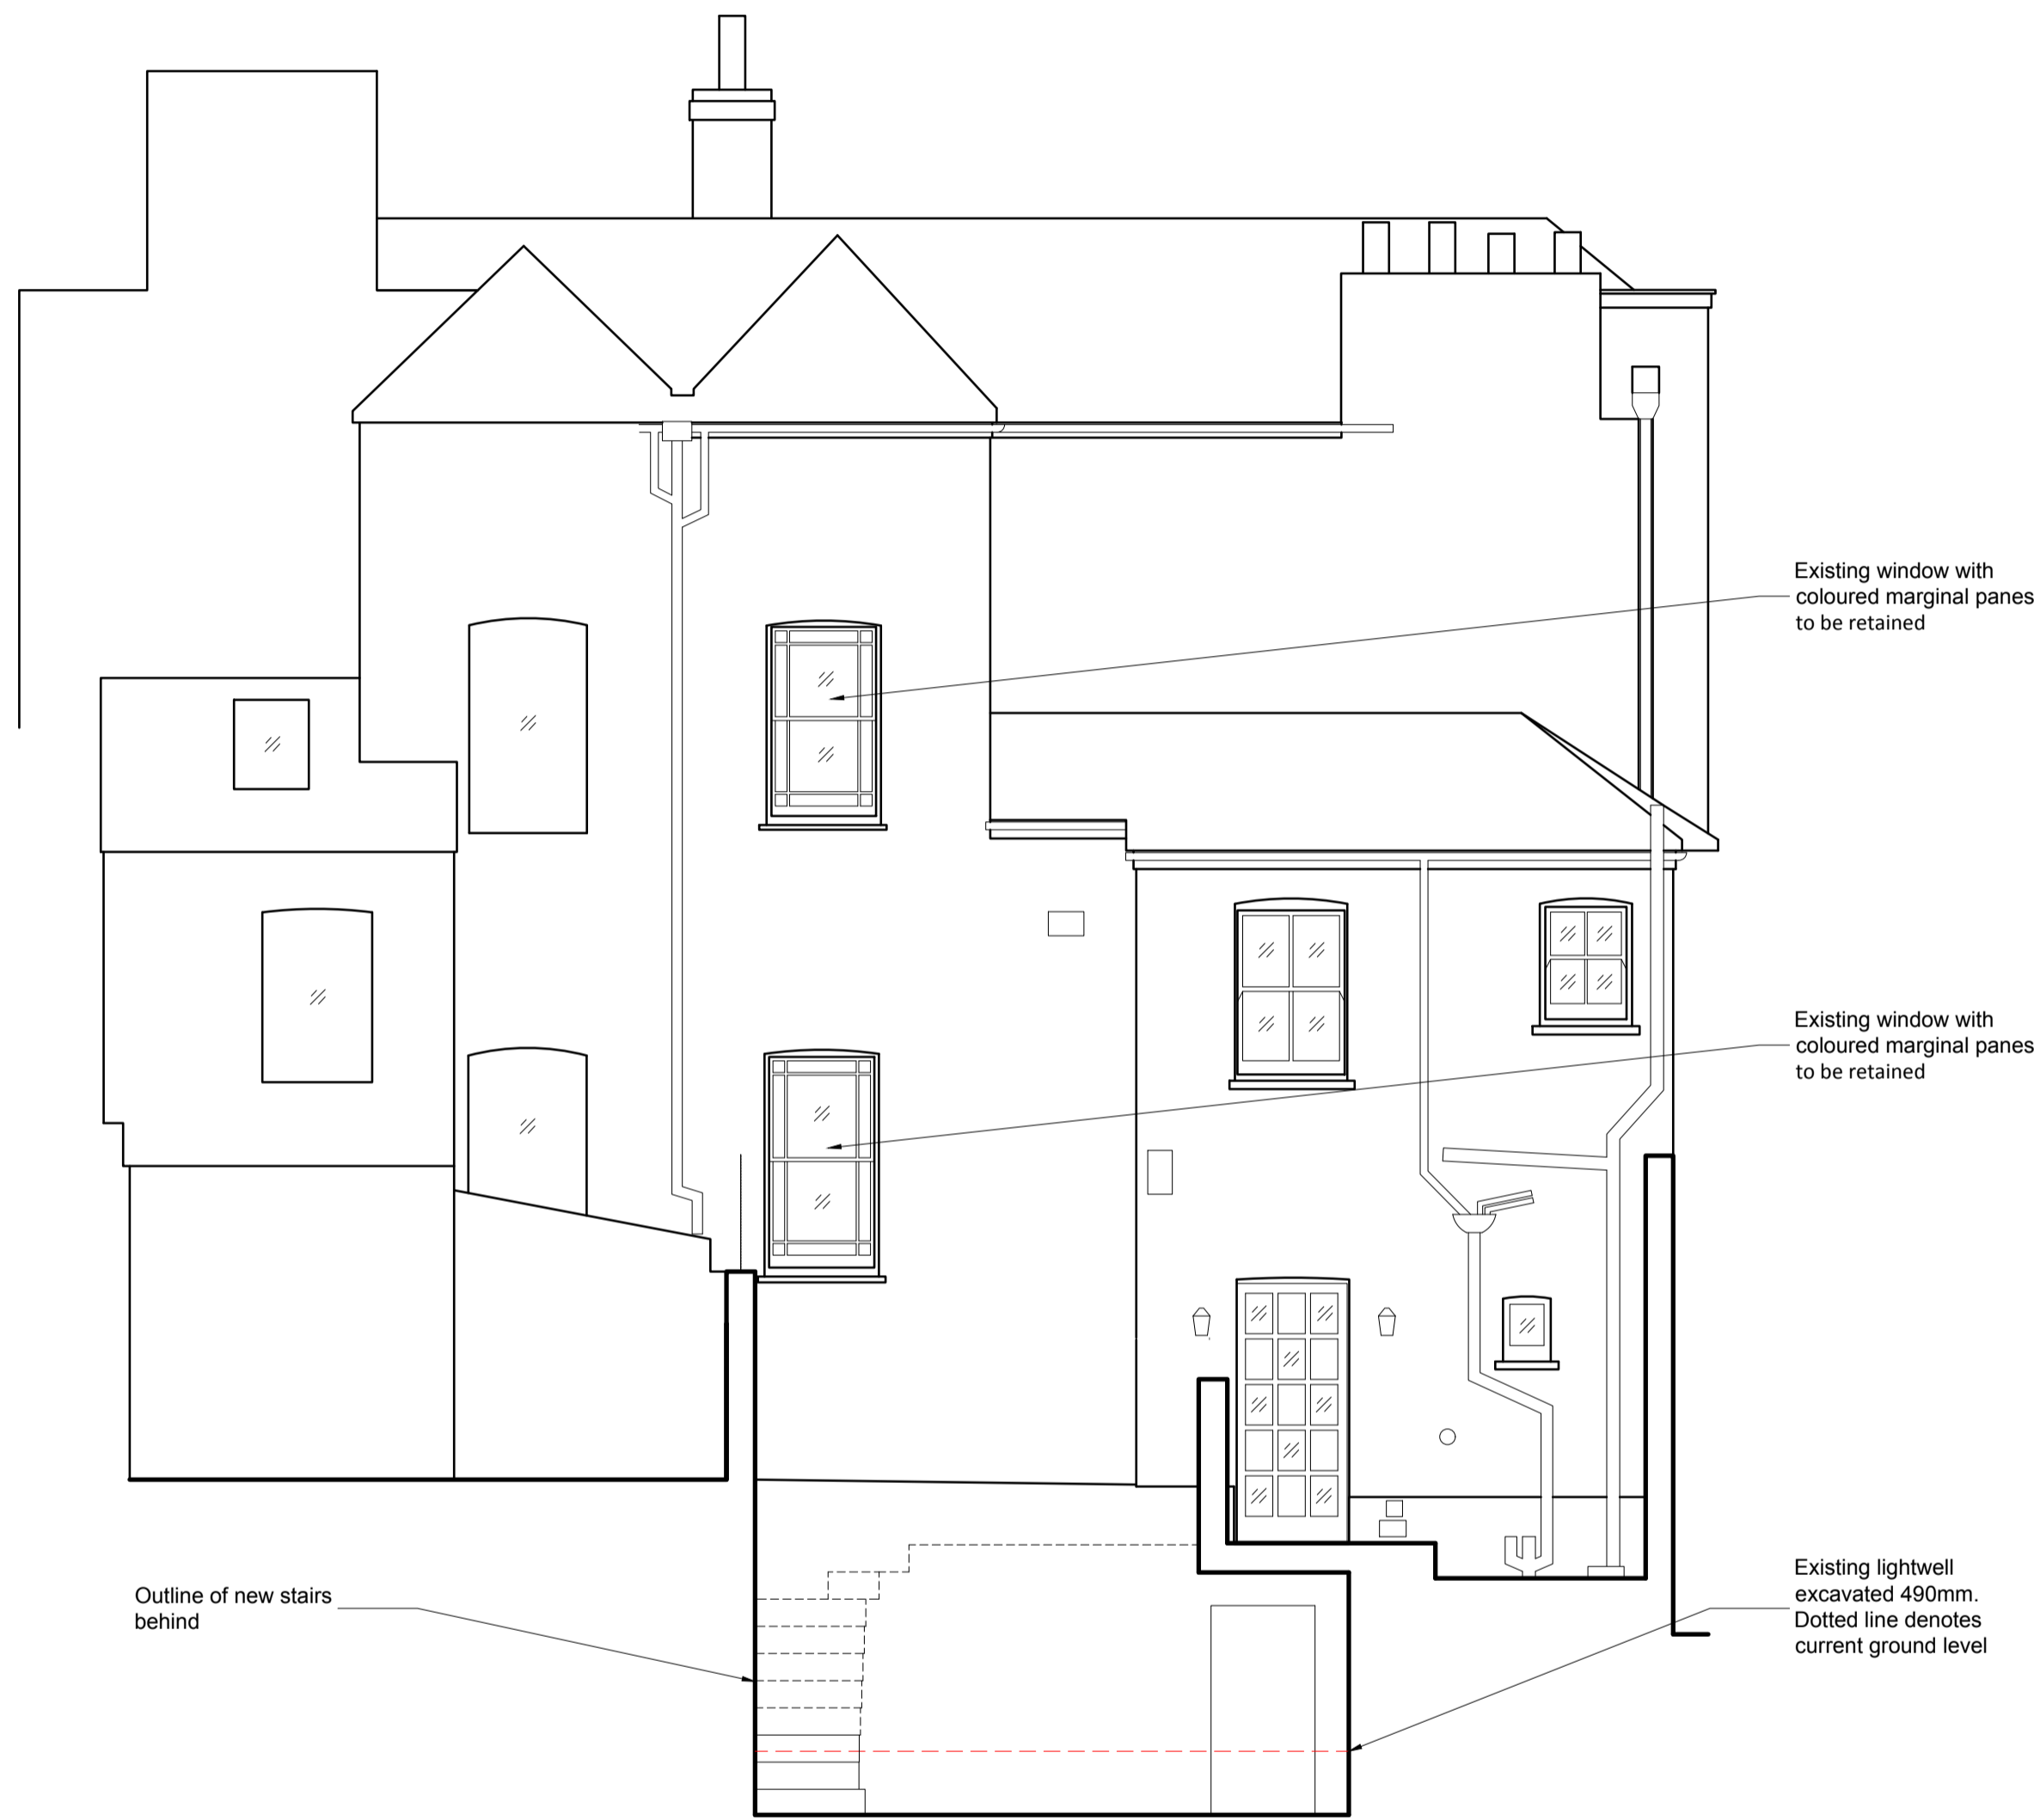 Existing window with
coloured marginal panes
to be retained
Existing window with
coloured marginal panes
to be retained
Outline of new stairs
behind
Existing lightwell
excavated 490mm.
Dotted line denotes
current ground level